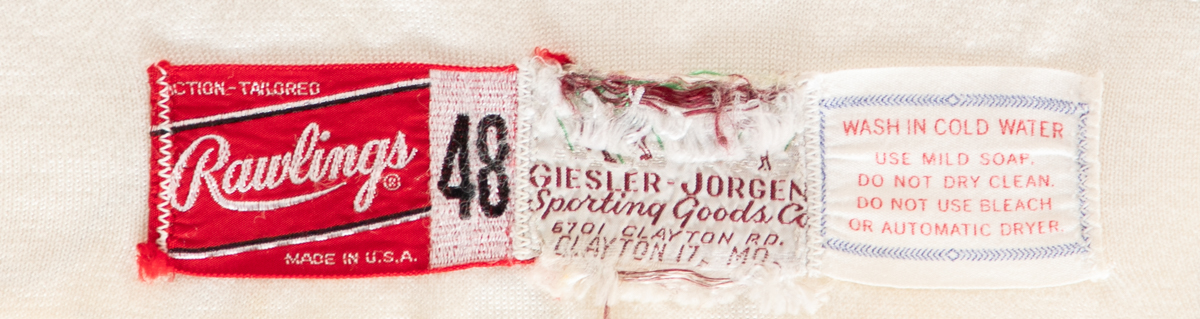 CTION-TAILORED
Rawlings®
MADE IN U.S.A.
48
GIESLER-JORGEN
Sporting Goods Co
6701 CLAYTON RD.
CLAYTON 17, MO.
WASH IN COLD WATER
USE MILD SOAP.
DO NOT DRY CLEAN.
DO NOT USE BLEACH
OR AUTOMATIC DRYER.